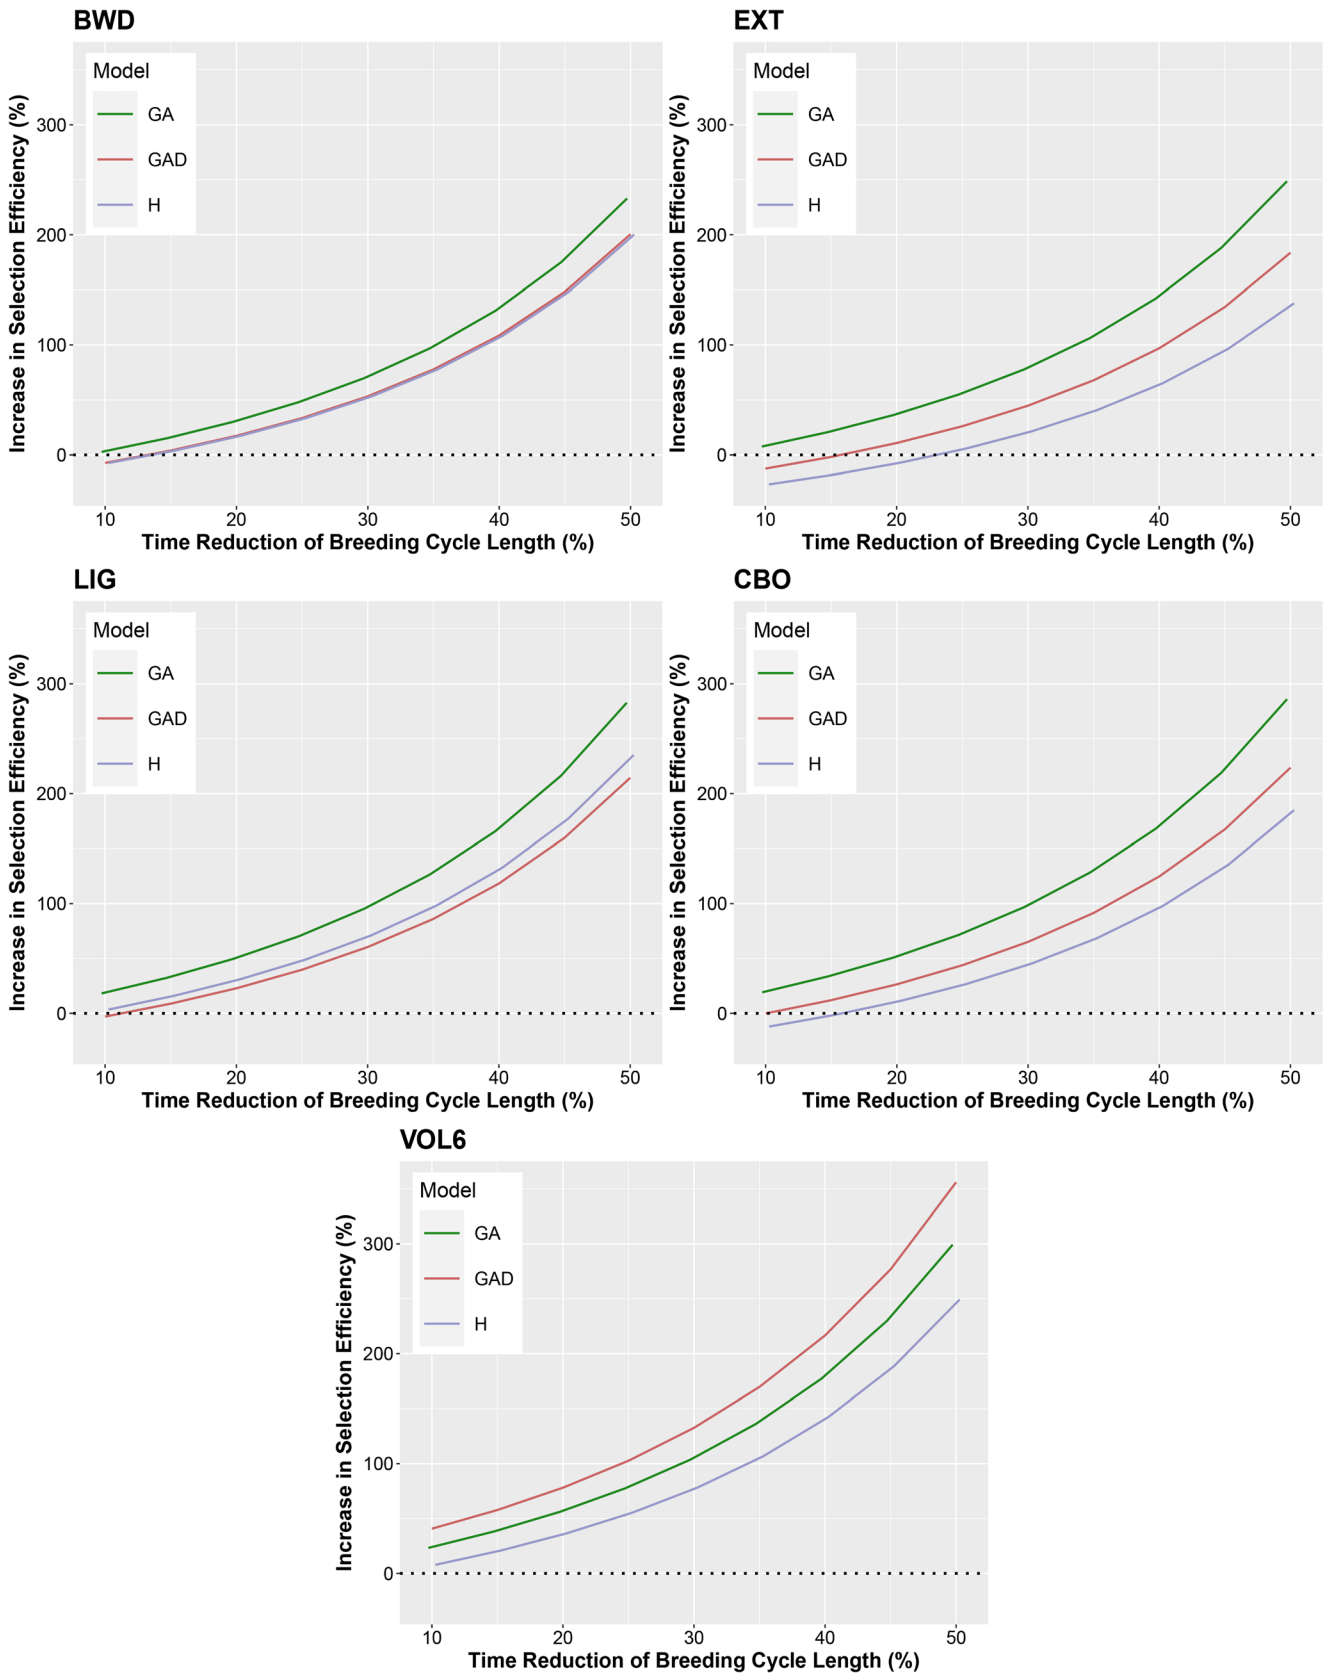 BWD
Increase in Selection Efficiency (%)
Model
GA
GAD
H
300
200
100
0
10 20 30 40 50
Time Reduction of Breeding Cycle Length (%)
EXT
Increase in Selection Efficiency (%)
Model
GA
GAD
H
300
200
100
0
10 20 30 40 50
Time Reduction of Breeding Cycle Length (%)
LIG
Increase in Selection Efficiency (%)
Model
GA
GAD
H
300
200
100
0
10 20 30 40 50
Time Reduction of Breeding Cycle Length (%)
CBO
Increase in Selection Efficiency (%)
Model
GA
GAD
H
300
200
100
0
10 20 30 40 50
Time Reduction of Breeding Cycle Length (%)
VOL6
Increase in Selection Efficiency (%)
Model
GA
GAD
H
300
200
100
0
10 20 30 40 50
Time Reduction of Breeding Cycle Length (%)